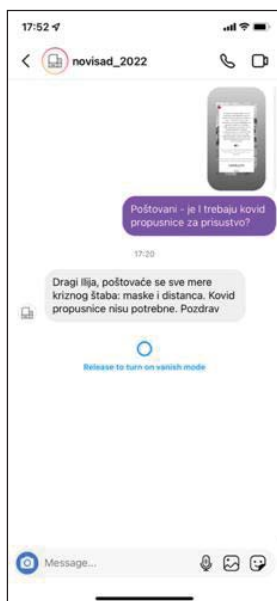 17:52
novisad_2022
Poštovani - je l trebaju kovid
propusnice za prisustvo?
17:20
Dragi Ilija, poštovaće se sve mere
kriznog štaba: maske i distanca. Kovid
propusnice nisu potrebne. Pozdrav
Release to turn on vanish mode
Message...